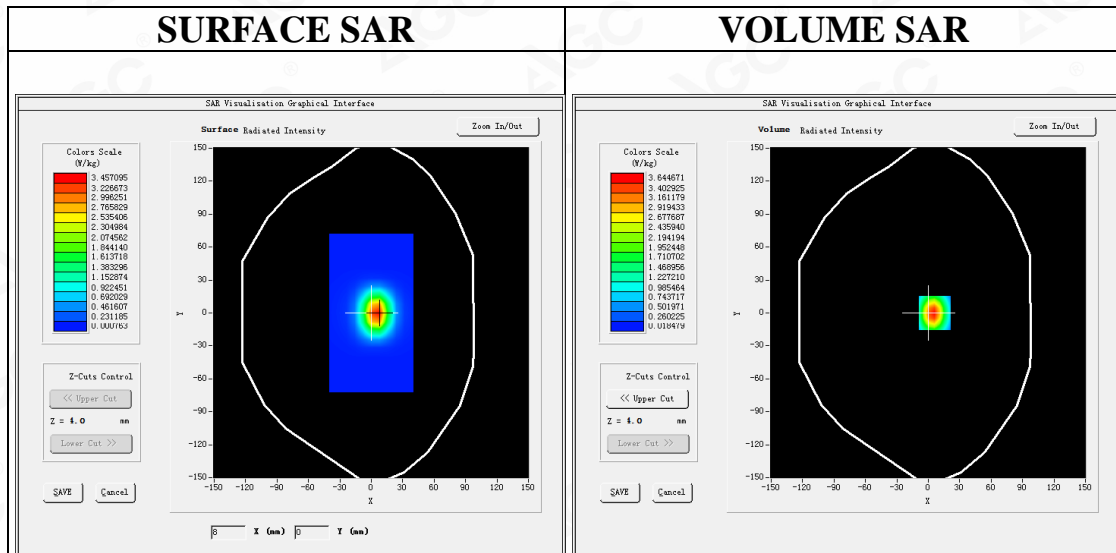 SURFACE SAR
VOLUME SAR
SAR Visualisation Graphical Interface
Surface Radiated Intensity
Zoom In/Out
Colors Scale
(W/kg)
3.457095
3.226673
2.996251
2.765829
2.535406
2.304984
2.074562
1.844140
1.613718
1.383296
1.152874
0.922451
0.692029
0.461607
0.231185
0.000763
150
90
60
30
0
-30
-60
-90
-120
-150
Y
-150 -120 -90 -60 -30 0 30 60 90 120 150
X
Z-Cuts Control
<< Upper Cut
Z = 4.0 mm
Lower Cut >>
SAVE Cancel
8 X (mm) 0 Y (mm)
SAR Visualisation Graphical Interface
Volume Radiated Intensity
Zoom In/Out
Colors Scale
(W/kg)
3.644671
3.402925
3.161179
2.919433
2.677687
2.435940
2.194194
1.952448
1.710702
1.468956
1.227210
0.985464
0.743717
0.501971
0.260225
0.018479
150
120
90
60
30
0
-30
-60
-90
-120
-150
Y
-150 -120 -90 -60 -30 0 30 60 90 120 150
X
Z-Cuts Control
<< Upper Cut
Z = 4.0 mm
Lower Cut >>
SAVE Cancel